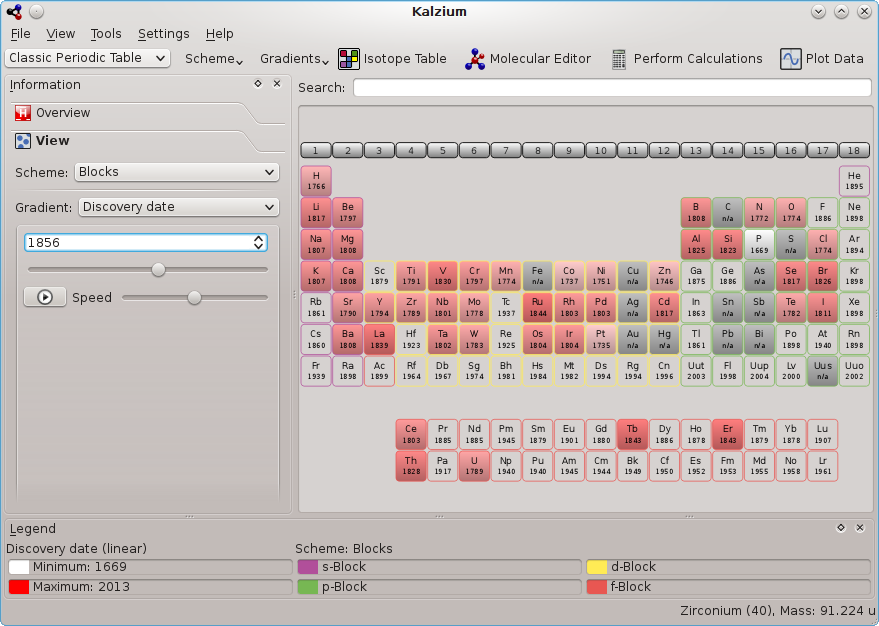 Kalzium
File View Tools Settings Help
Classic Periodic Table Scheme Gradients Isotope Table Molecular Editor Perform Calculations Plot Data
Information
Search:
Overview
View
Scheme: Blocks
Gradient: Discovery date
1856
Speed
1 2 3 4 5 6 7 8 9 10 11 12 13 14 15 16 17 18
H He
1766 1895
Li Be B C N O F Ne
1817 1797 1808 n/a 1772 1774 1886 1898
Na Mg Al Si P S Cl Ar
1807 1808 1825 1823 1669 n/a 1774 1894
K Ca Sc Ti V Cr Mn Fe Co Ni Cu Zn Ga Ge As Se Br Kr
1807 1808 1879 1791 1830 1797 1774 n/a 1737 1751 n/a 1746 1875 1886 n/a 1817 1826 1898
Rb Sr Y Zr Nb Mo Tc Ru Rh Pd Ag Cd In Sn Sb Te I Xe
1861 1790 1794 1789 1801 1778 1937 1844 1803 1803 n/a 1817 1863 n/a n/a 1782 1811 1898
Cs Ba La Hf Ta W Re Os Ir Pt Au Hg Tl Pb Bi Po At Rn
1860 1808 1839 1923 1802 1783 1925 1804 1804 1735 n/a n/a 1861 n/a n/a 1898 1940 1898
Fr Ra Ac Rf Db Sg Bh Hs Mt Ds Rg Cn Uut Fl Uup Lv Uus Uuo
1939 1898 1899 1964 1967 1974 1981 1984 1982 1994 1994 1996 2003 1998 2004 2000 n/a 2002
Ce Pr Nd Pm Sm Eu Gd Tb Dy Ho Er Tm Yb Lu
1803 1885 1885 1945 1879 1901 1880 1843 1886 1878 1843 1879 1878 1907
Th Pa U Np Pu Am Cm Bk Cf Es Fm Md No Lr
1828 1917 1789 1940 1940 1945 1944 1949 1950 1952 1953 1955 1958 1961
Legend
Discovery date (linear) Scheme: Blocks
Minimum: 1669 s-Block d-Block
Maximum: 2013 p-Block f-Block
Zirconium (40), Mass: 91.224 u